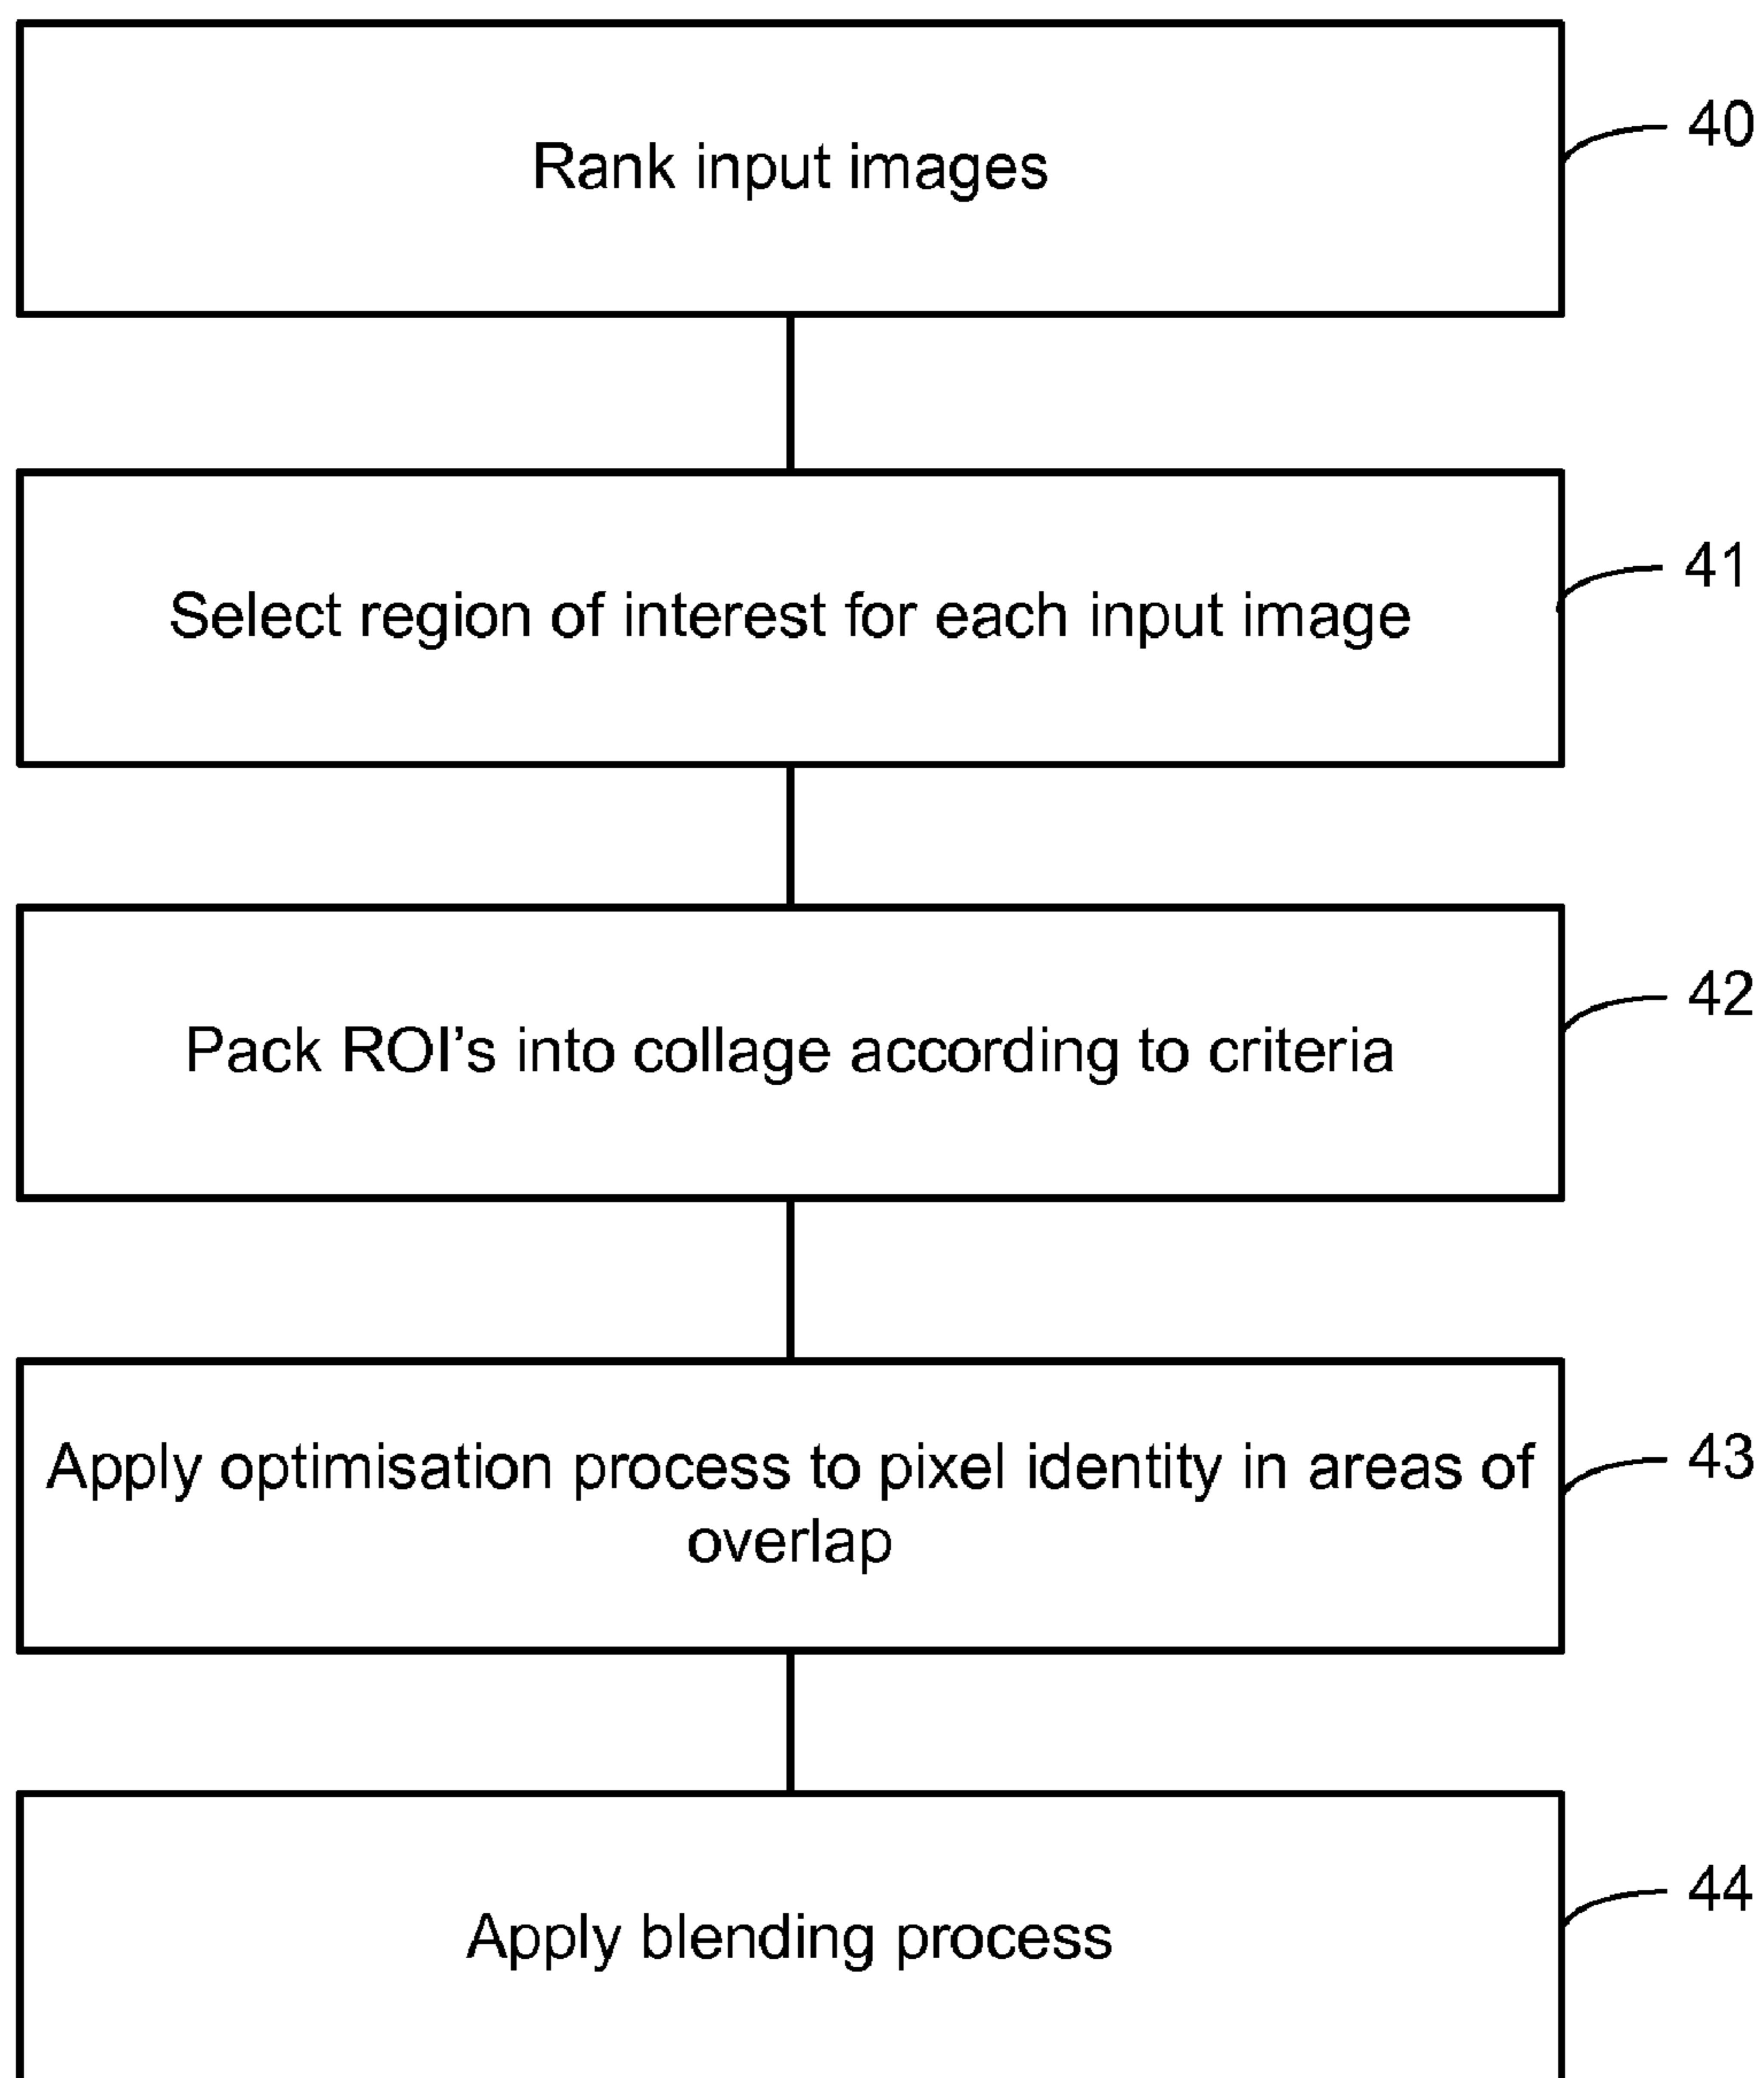 Rank input images
40
Select region of interest for each input image
41
Pack ROI's into collage according to criteria
42
Apply optimisation process to pixel identity in areas of
overlap
43
Apply blending process
44